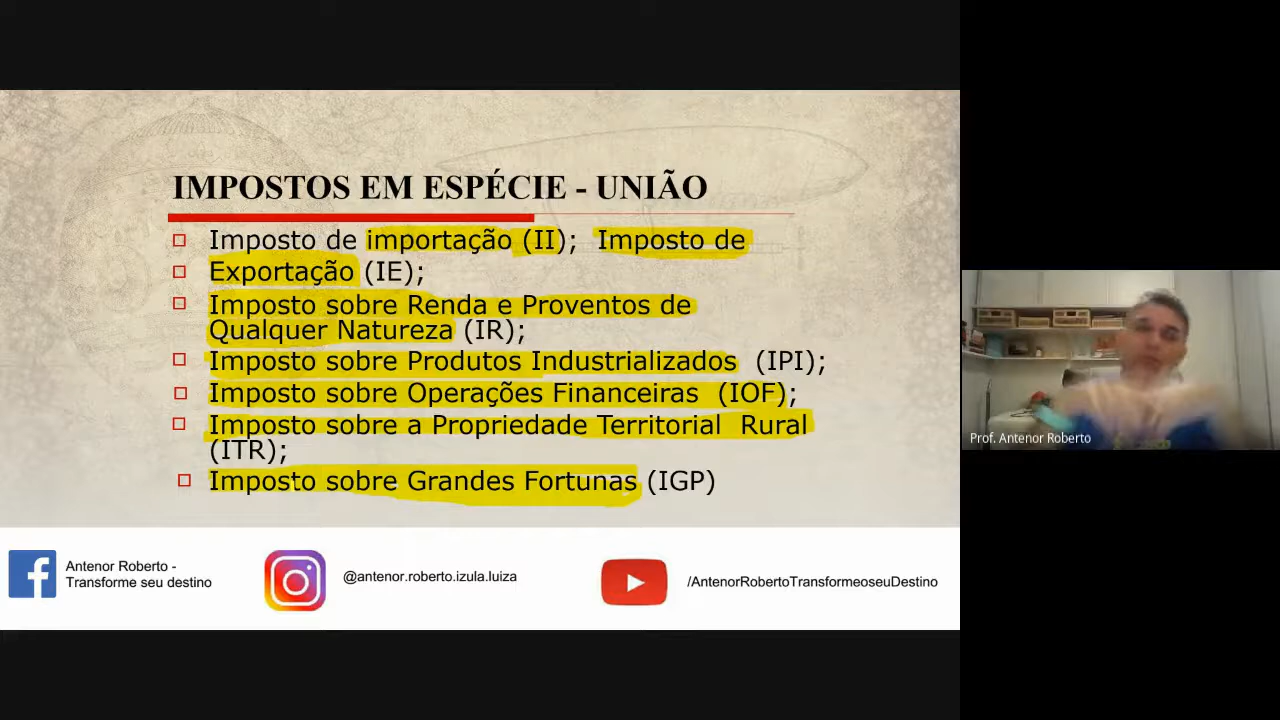 IMPOSTOS EM ESPÉCIE - UNIÃO
Imposto de importação (II); Imposto de
Exportação (IE);
Imposto sobre Renda e Proventos de
Qualquer Natureza (IR);
Imposto sobre Produtos Industrializados (IPI);
Imposto sobre Operações Financeiras (IOF);
Imposto sobre a Propriedade Territorial Rural
(ITR);
Imposto sobre Grandes Fortunas (IGP)
Antenor Roberto -
Transforme seu destino
@antenor.roberto.izula.luiza
/AntenorRobertoTransformeoseuDestino
Prof. Antenor Roberto